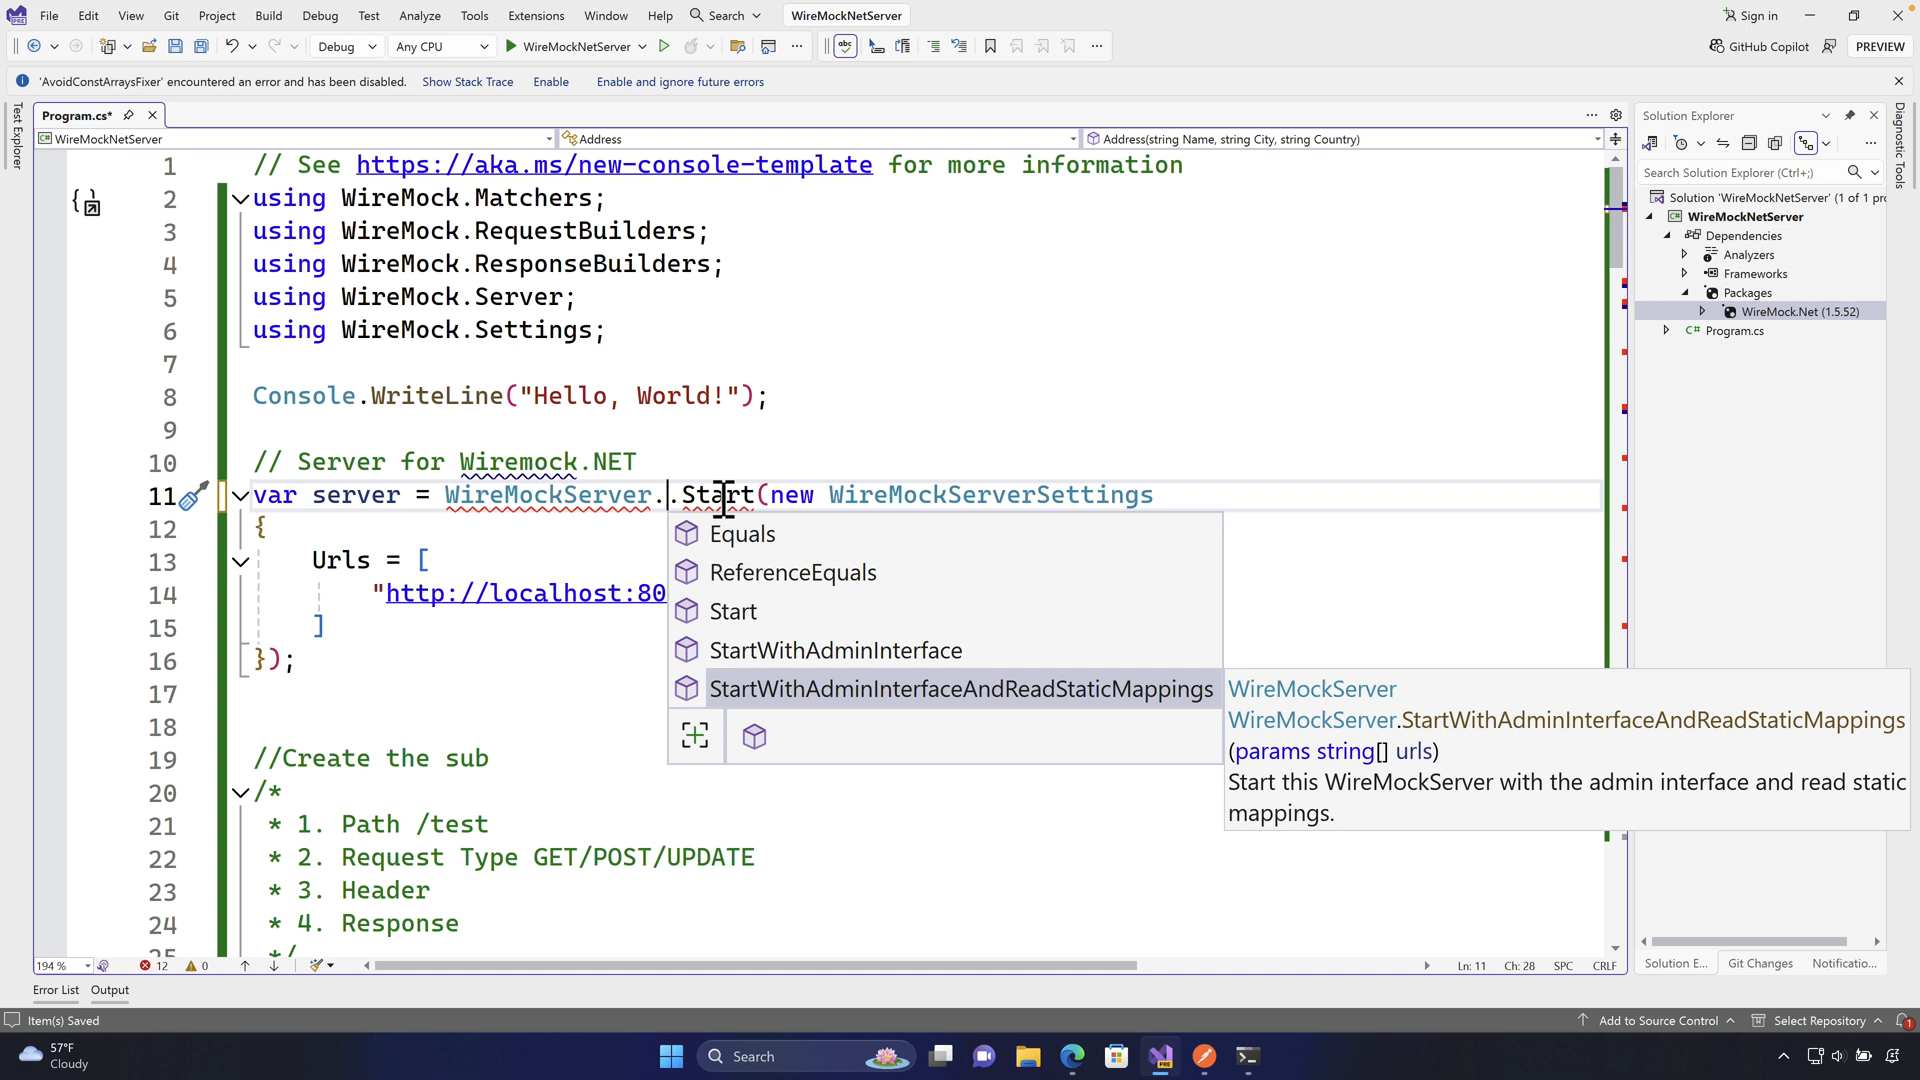 File Edit View Git Project Build Debug Test Analyze Tools Extensions Window Help Search WireMockNetServer Sign in
Debug Any CPU WireMockNetServer abc GitHub Copilot PREVIEW
'AvoidConstArraysFixer' encountered an error and has been disabled. Show Stack Trace Enable Enable and ignore future errors
Test Explorer
Program.cs*
WireMockNetServer Address Address(string Name, string City, string Country)
1 // See https://aka.ms/new-console-template for more information
2 using WireMock.Matchers;
3 using WireMock.RequestBuilders;
4 using WireMock.ResponseBuilders;
5 using WireMock.Server;
6 using WireMock.Settings;
7
8 Console.WriteLine("Hello, World!");
9
10 // Server for Wiremock.NET
11 var server = WireMockServer..Start(new WireMockServerSettings
12 {
13 Urls = [
14 "http://localhost:80
15 ]
16 });
17
18
19 //Create the sub
20 /*
21 * 1. Path /test
22 * 2. Request Type GET/POST/UPDATE
23 * 3. Header
24 * 4. Response
25 */
Equals
ReferenceEquals
Start
StartWithAdminInterface
StartWithAdminInterfaceAndReadStaticMappings
WireMockServer
WireMockServer.StartWithAdminInterfaceAndReadStaticMappings
(params string[] urls)
Start this WireMockServer with the admin interface and read static
mappings.
Solution Explorer
Search Solution Explorer (Ctrl+;)
Solution 'WireMockNetServer' (1 of 1 pr
WireMockNetServer
Dependencies
Analyzers
Frameworks
Packages
WireMock.Net (1.5.52)
C# Program.cs
Diagnostic Tools
194 % 12 0 Ln: 11 Ch: 28 SPC CRLF
Solution E... Git Changes Notificatio...
Error List Output
Item(s) Saved Add to Source Control Select Repository 1
57°F
Cloudy
Search